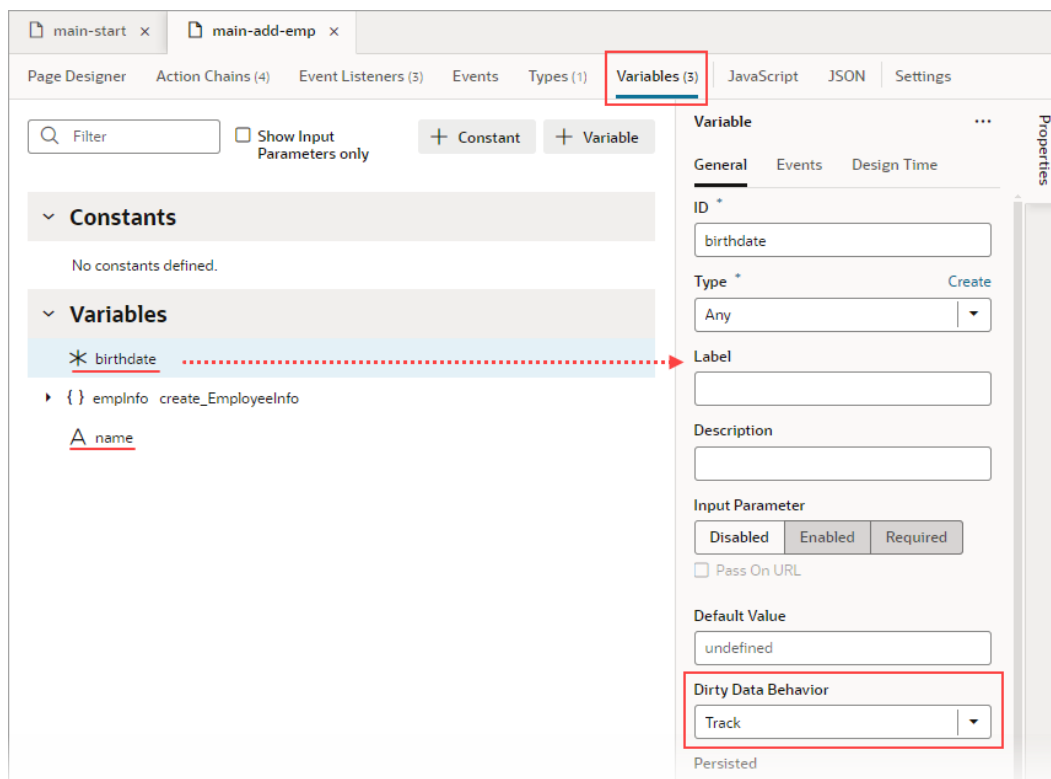 main-start ×
main-add-emp ×
Page Designer Action Chains (4) Event Listeners (3) Events Types (1) Variables (3) JavaScript JSON Settings
Filter
Show Input
Parameters only
+ Constant
+ Variable
Constants
No constants defined.
Variables
birthdate
{ } empInfo create_EmployeeInfo
A name
Variable ...
General Events Design Time
ID *
birthdate
Type * Create
Any
Label
Description
Input Parameter
Disabled Enabled Required
Pass On URL
Default Value
undefined
Dirty Data Behavior
Track
Persisted
Properties